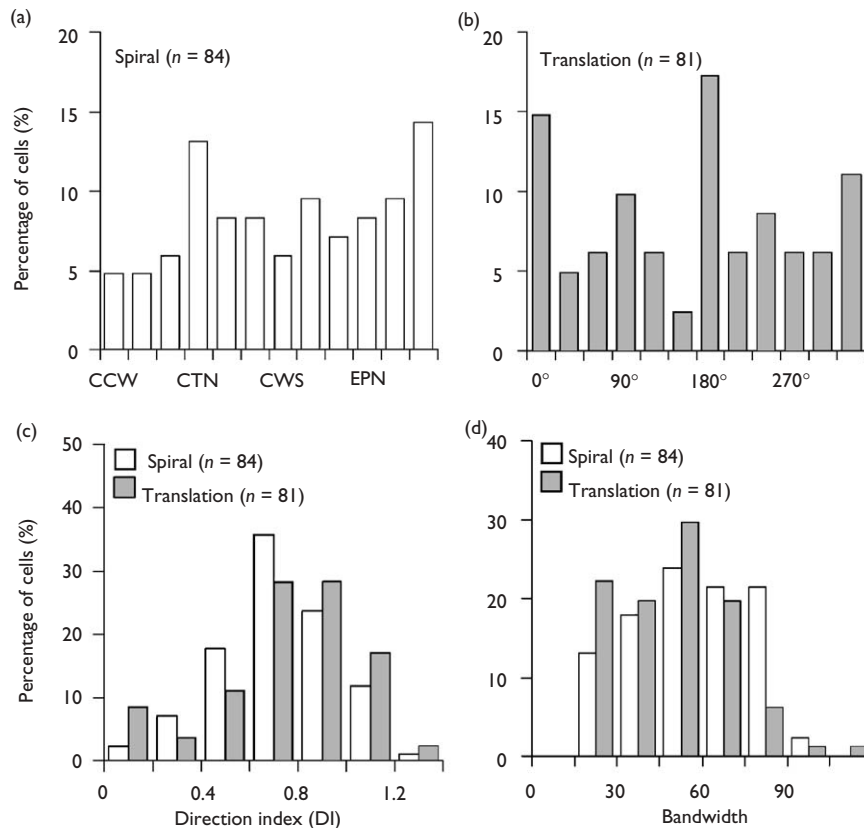 (a)
20
15
10
5
0
Percentage of cells (%)
Spiral (n = 84)
CCW CTN CWS EPN
(b)
20
15
10
5
0
Translation (n = 81)
0° 90° 180° 270°
(c)
50
40
30
20
10
0
Percentage of cells (%)
Spiral (n = 84)
Translation (n = 81)
0 0.4 0.8 1.2
Direction index (DI)
(d)
40
30
20
10
0
Spiral (n = 84)
Translation (n = 81)
0 30 60 90
Bandwidth